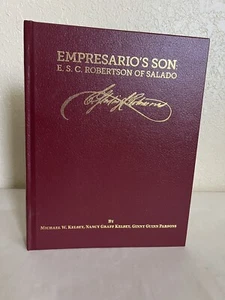 EMPRESARIO'S SON:
E. S. C. ROBERTSON OF SALADO
BY
MICHAEL W. KELSEY, NANCY GRAFF KELSEY, GINNY GUINN PARSONS